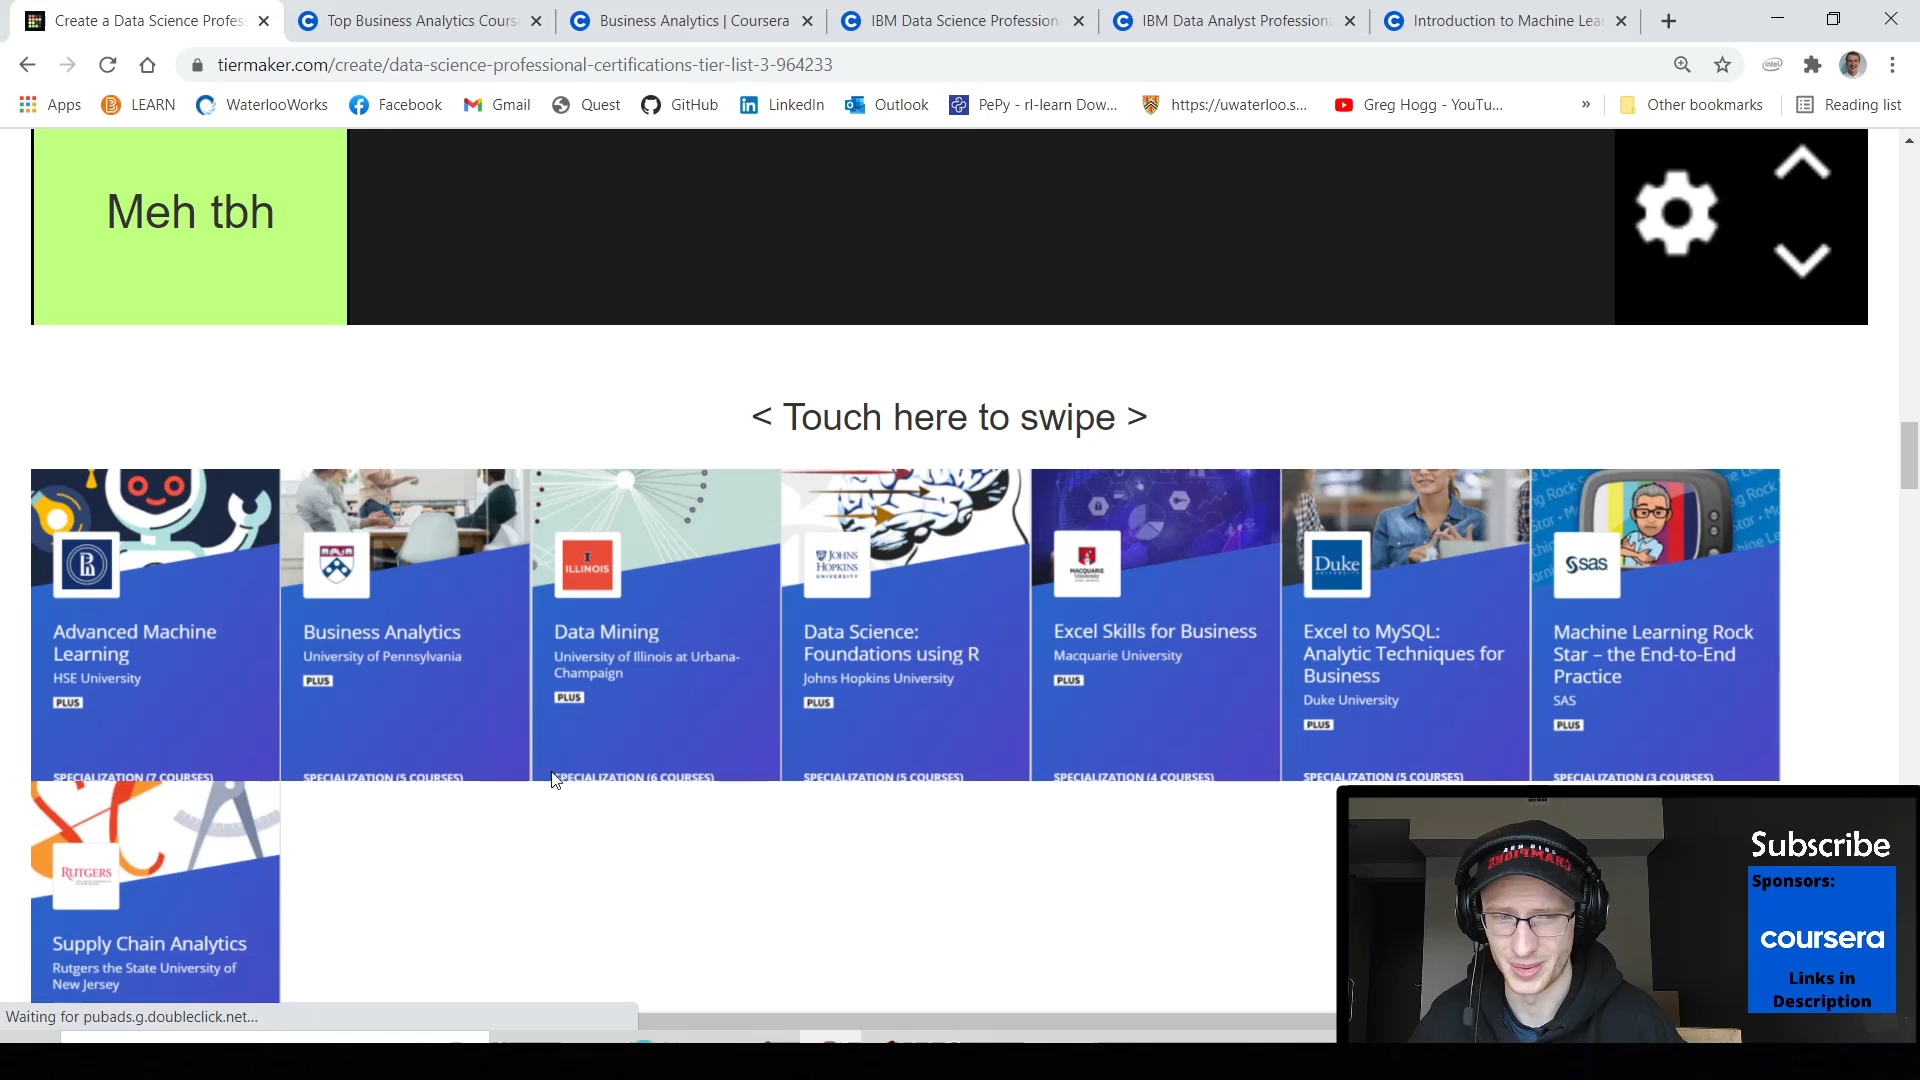 Create a Data Science Profes
Top Business Analytics Cours
Business Analytics | Coursera
IBM Data Science Profession
IBM Data Analyst Profession
Introduction to Machine Lea
tiermaker.com/create/data-science-professional-certifications-tier-list-3-964233
intel
Apps
LEARN
WaterlooWorks
Facebook
Gmail
Quest
GitHub
LinkedIn
Outlook
PePy - rl-learn Dow...
https://uwaterloo.s...
Greg Hogg - YouTu...
»
Other bookmarks
Reading list
Meh tbh
< Touch here to swipe >
Advanced Machine
Learning
HSE University
PLUS
SPECIALIZATION (7 COURSES)
Business Analytics
University of Pennsylvania
PLUS
SPECIALIZATION (5 COURSES)
I
ILLINOIS
Data Mining
University of Illinois at Urbana-
Champaign
PLUS
SPECIALIZATION (6 COURSES)
JOHNS
HOPKINS
UNIVERSITY
Data Science:
Foundations using R
Johns Hopkins University
PLUS
SPECIALIZATION (5 COURSES)
MACQUARIE
University
Excel Skills for Business
Macquarie University
PLUS
SPECIALIZATION (4 COURSES)
Duke
UNIVERSITY
Excel to MySQL:
Analytic Techniques for
Business
Duke University
PLUS
SPECIALIZATION (5 COURSES)
sas
Machine Learning Rock
Star – the End-to-End
Practice
SAS
PLUS
SPECIALIZATION (3 COURSES)
RUTGERS
Supply Chain Analytics
Rutgers the State University of
New Jersey
Waiting for pubads.g.doubleclick.net...
CHAMPIONS
Subscribe
Sponsors:
coursera
Links in
Description